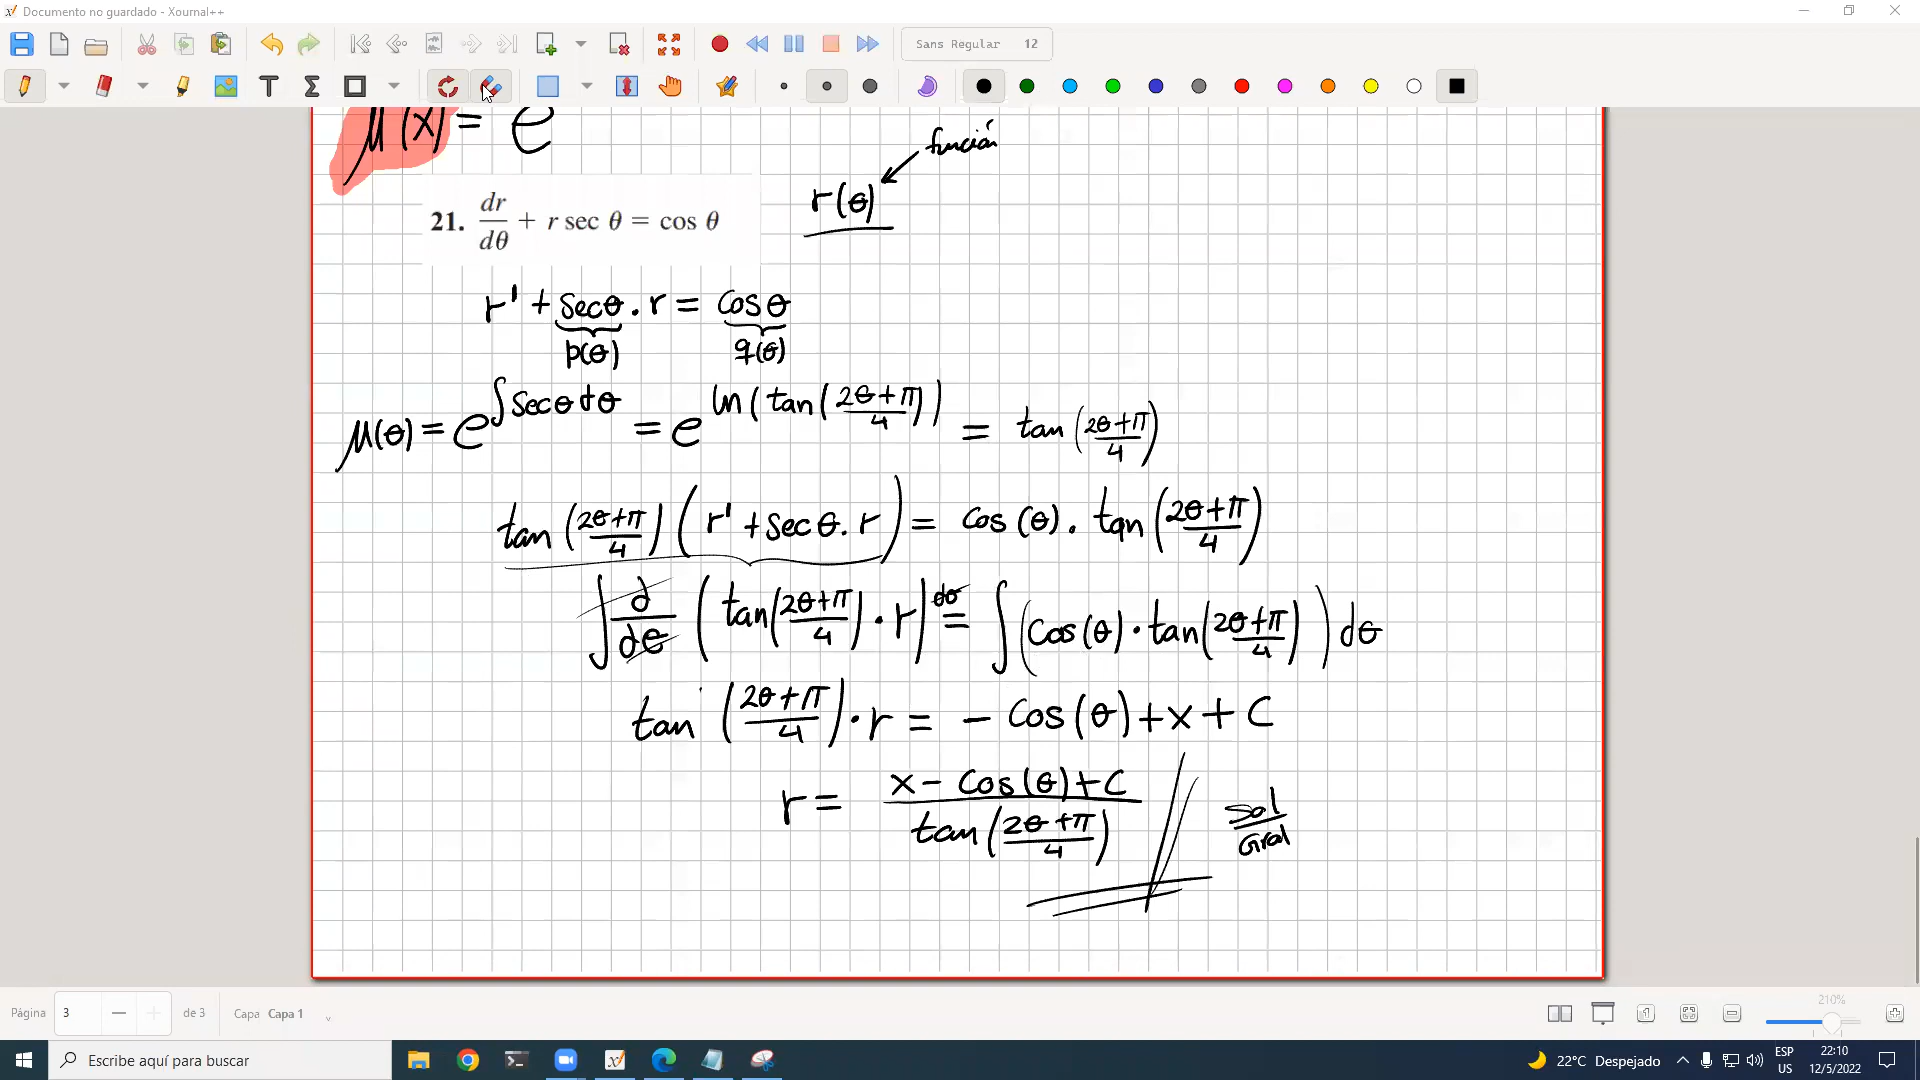 Documento no guardado - Xournal++
Sans Regular 12
μ(x) = e
función
r(θ)
21. dr/dθ + r sec θ = cos θ
r' + secθ . r = cosθ
p(θ) q(θ)
μ(θ) = e^∫secθdθ = e^ln(tan(2θ+π/4)) = tan(2θ+π/4)
tan(2θ+π/4)(r' + secθ. r) = cos(θ). tan(2θ+π/4)
∫ d/dθ (tan(2θ+π/4) · r) dθ = ∫(cos(θ) · tan(2θ+π/4)) dθ
tan(2θ+π/4) · r = - cos(θ) + x + C
r = x - cos(θ) + C / tan(2θ+π/4)
sol
Gral
210%
Página 3 de 3 Capa Capa 1
Escribe aquí para buscar
22°C Despejado
ESP
US
22:10
12/5/2022